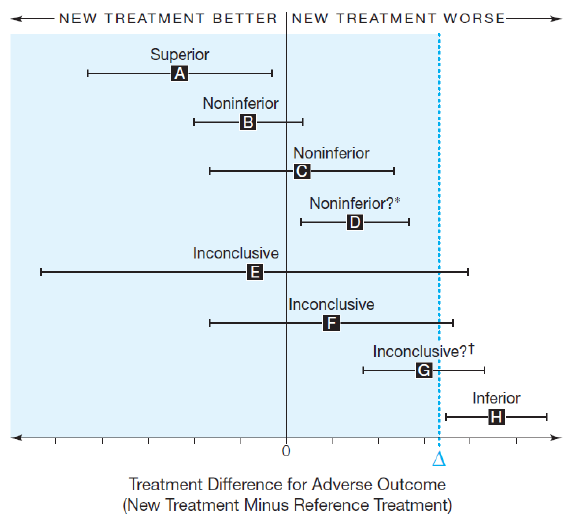 NEW TREATMENT BETTER NEW TREATMENT WORSE
Superior
A
Noninferior
B
Noninferior
C
Noninferior?*
D
Inconclusive
E
Inconclusive
F
Inconclusive?†
G
Inferior
H
0
Δ
Treatment Difference for Adverse Outcome
(New Treatment Minus Reference Treatment)